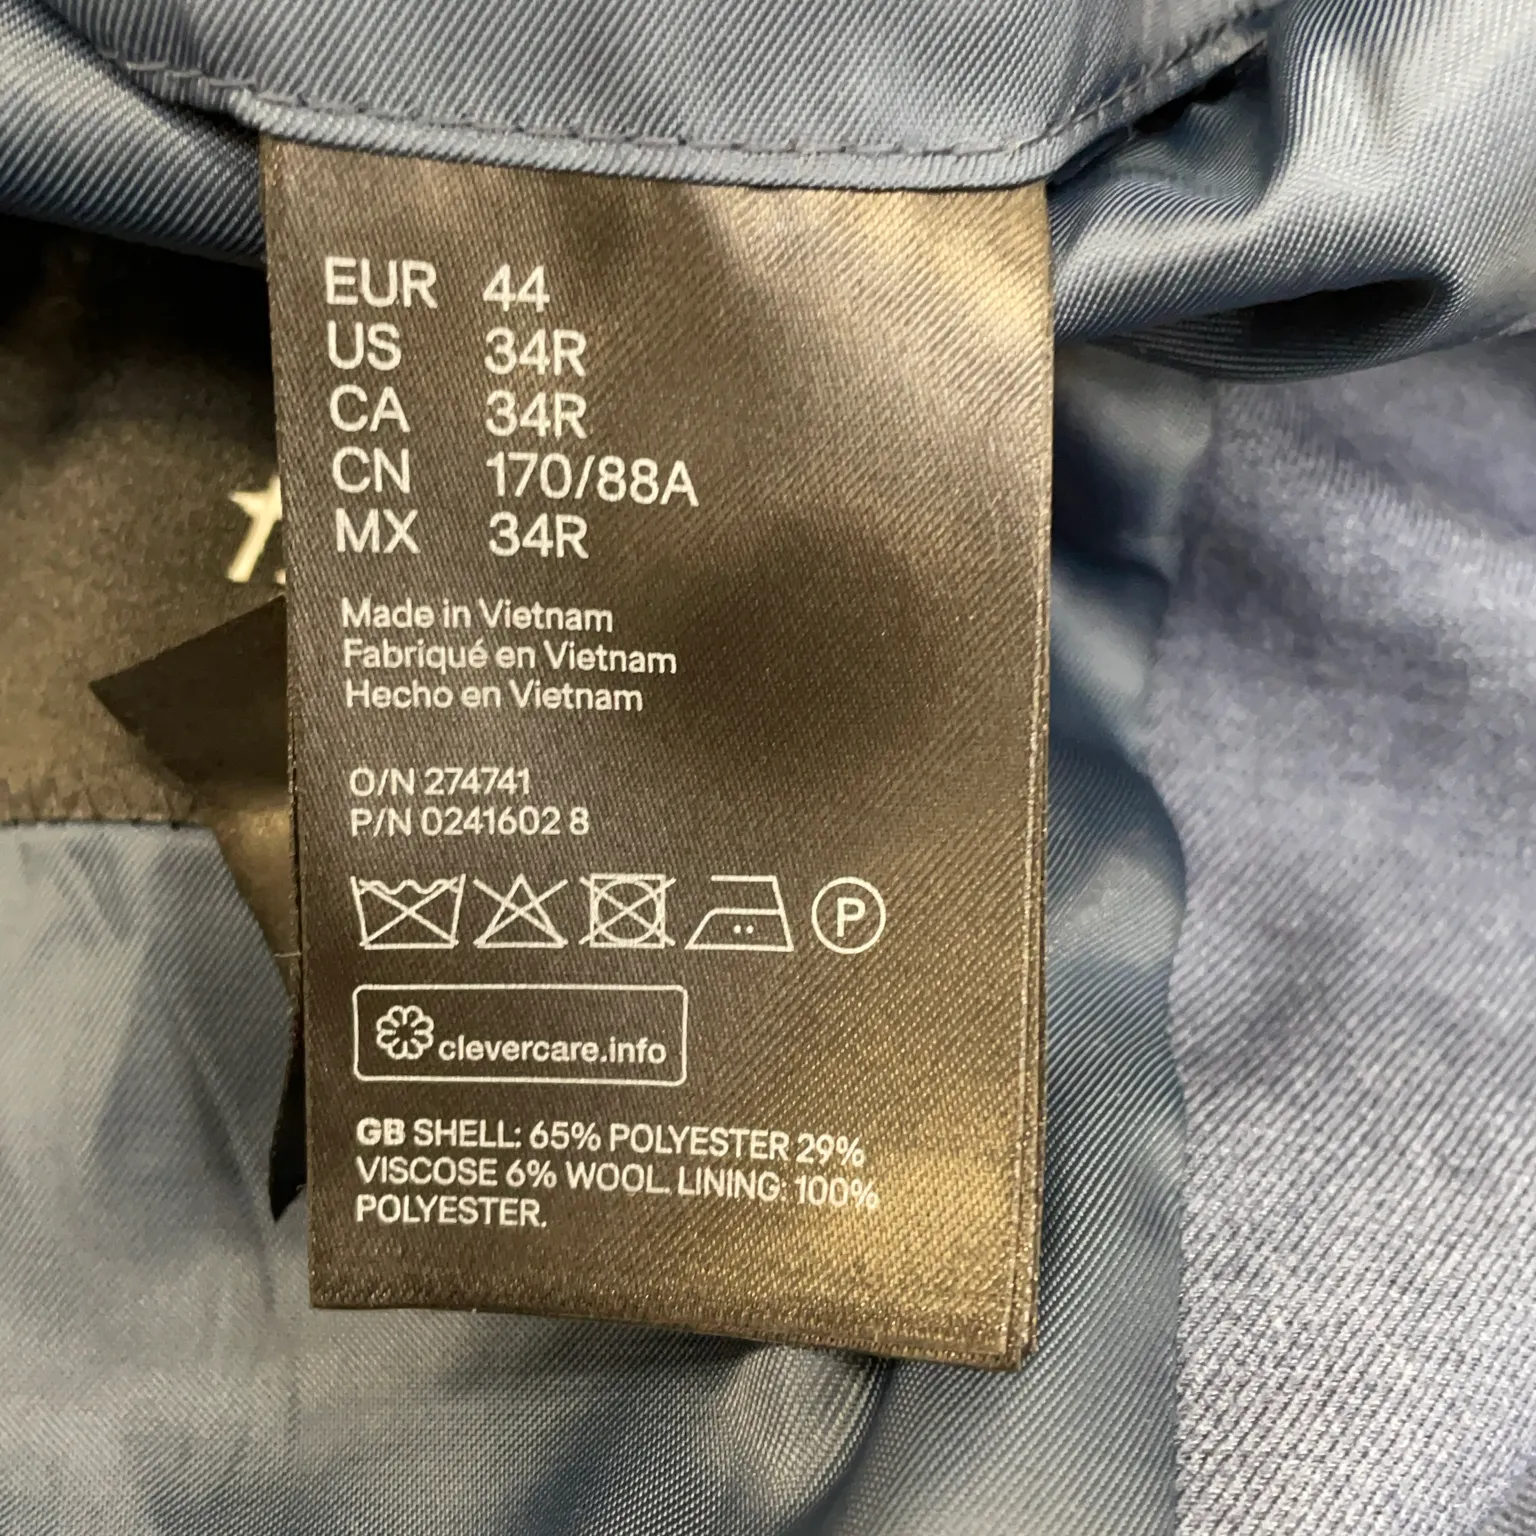 EUR 44
US 34R
CA 34R
CN 170/88A
MX 34R
Made in Vietnam
Fabriqué en Vietnam
Hecho en Vietnam
O/N 274741
P/N 0241602 8
P
clevercare.info
GB SHELL: 65% POLYESTER 29%
VISCOSE 6% WOOL. LINING: 100%
POLYESTER.